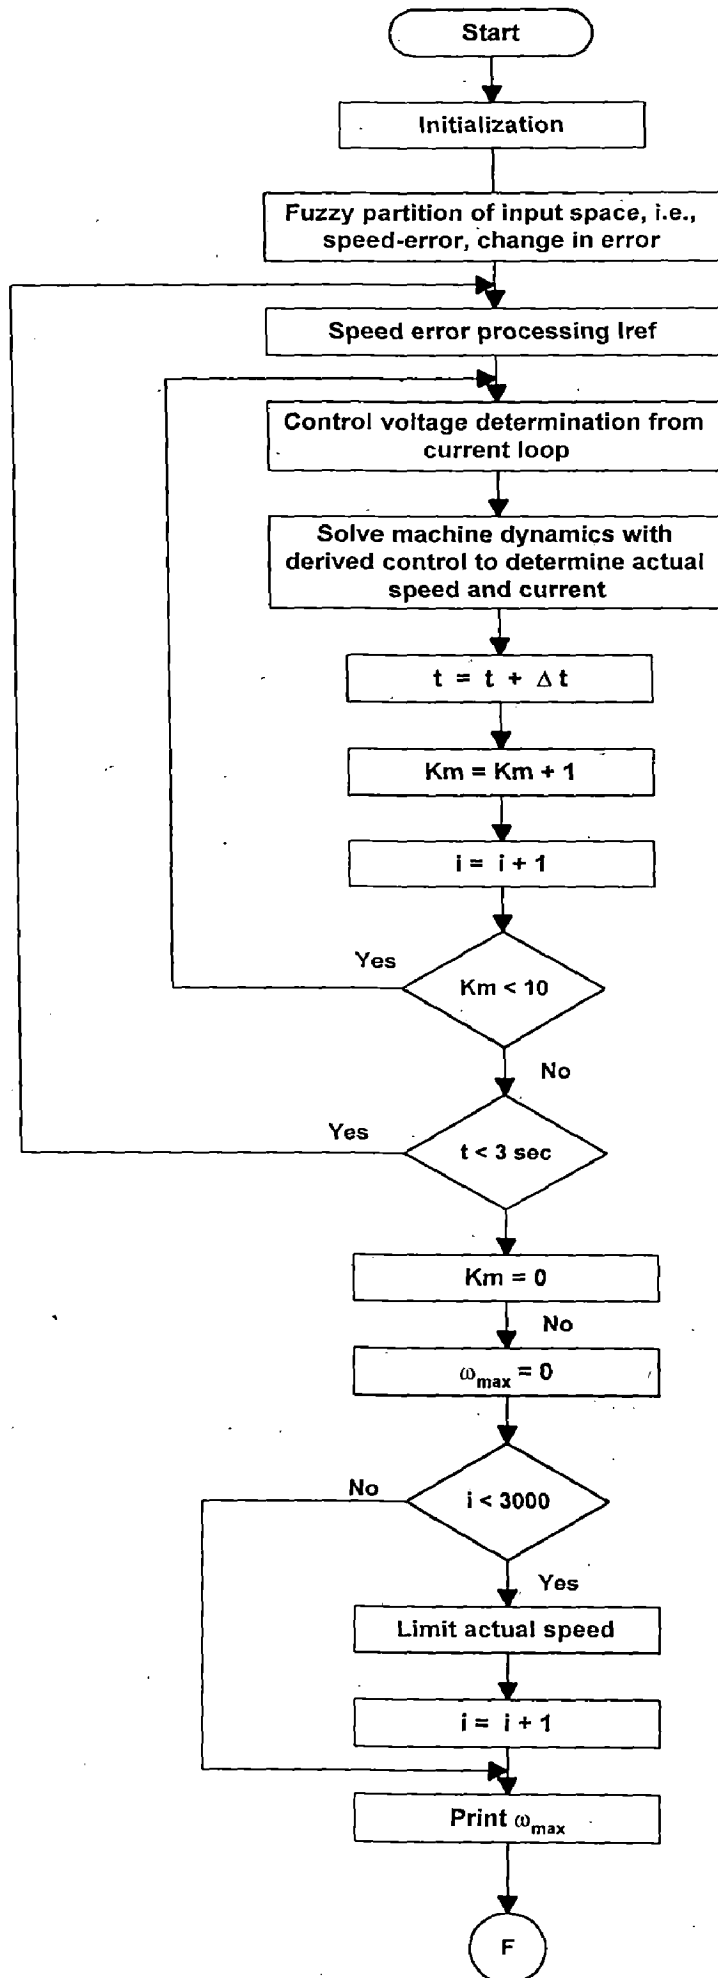 Start
Initialization
Fuzzy partition of input space, i.e.,
speed-error, change in error
Speed error processing Iref
Control voltage determination from
current loop
Solve machine dynamics with
derived control to determine actual
speed and current
t = t + Δ t
Km = Km + 1
i = i + 1
Yes
Km < 10
No
Yes
t < 3 sec
Km = 0
No
ω_max = 0
No
i < 3000
Yes
Limit actual speed
i = i + 1
Print ω_max
F